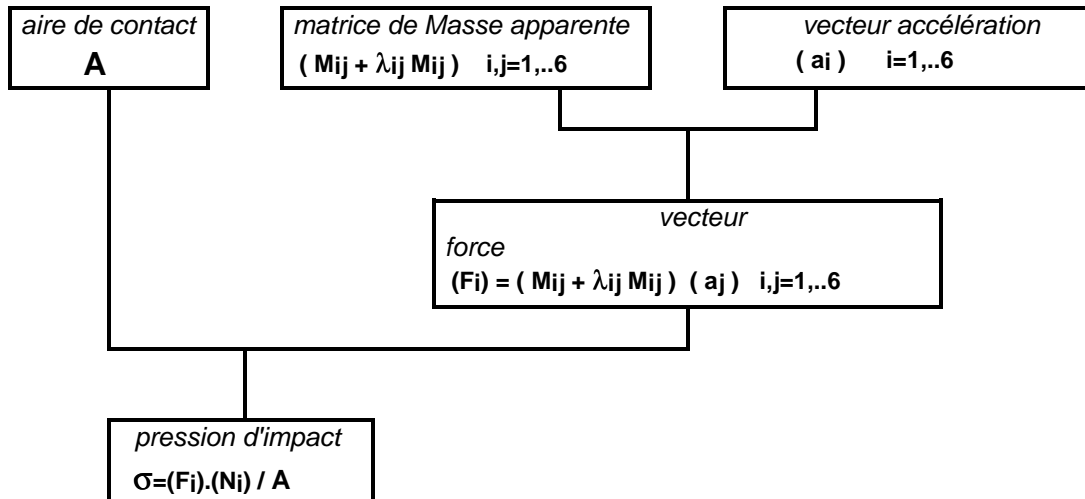 aire de contact
A
matrice de Masse apparente
( Mij + λij Mij ) i,j=1,..6
vecteur accélération
( ai ) i=1,..6
vecteur
force
(Fi) = ( Mij + λij Mij ) ( aj ) i,j=1,..6
pression d'impact
σ=(Fi).(Ni) / A